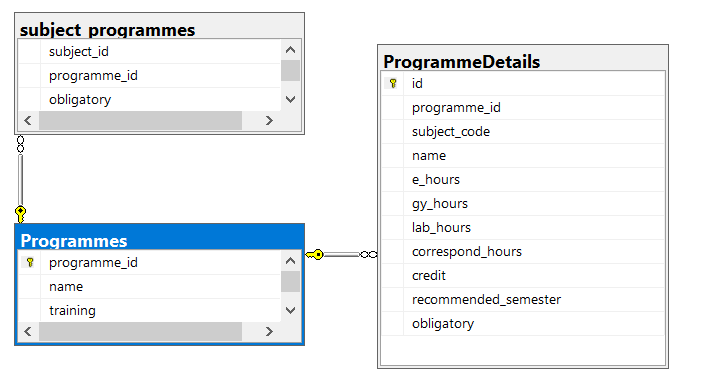 subject_programmes
subject_id
programme_id
obligatory
Programmes
programme_id
name
training
ProgrammeDetails
id
programme_id
subject_code
name
e_hours
gy_hours
lab_hours
correspond_hours
credit
recommended_semester
obligatory